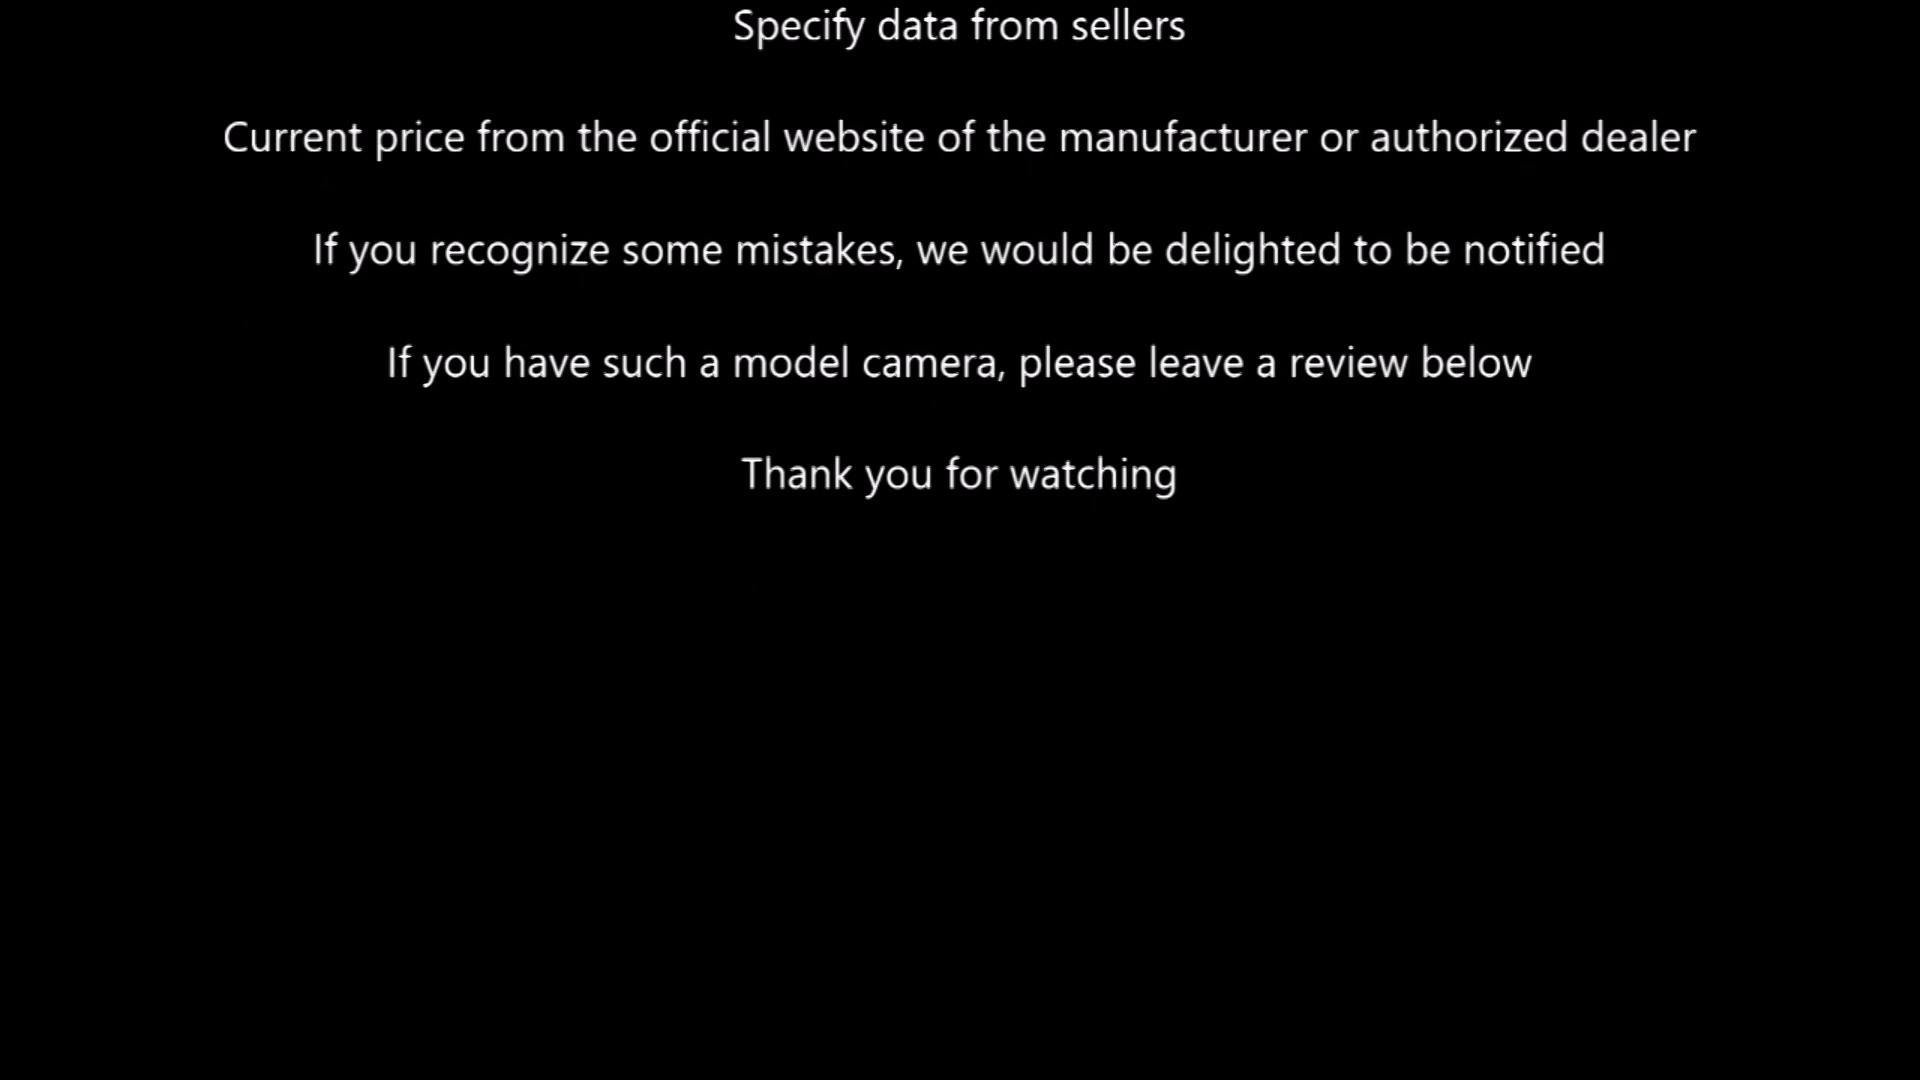 Specify data from sellers
Current price from the official website of the manufacturer or authorized dealer
If you recognize some mistakes, we would be delighted to be notified
If you have such a model camera, please leave a review below
Thank you for watching